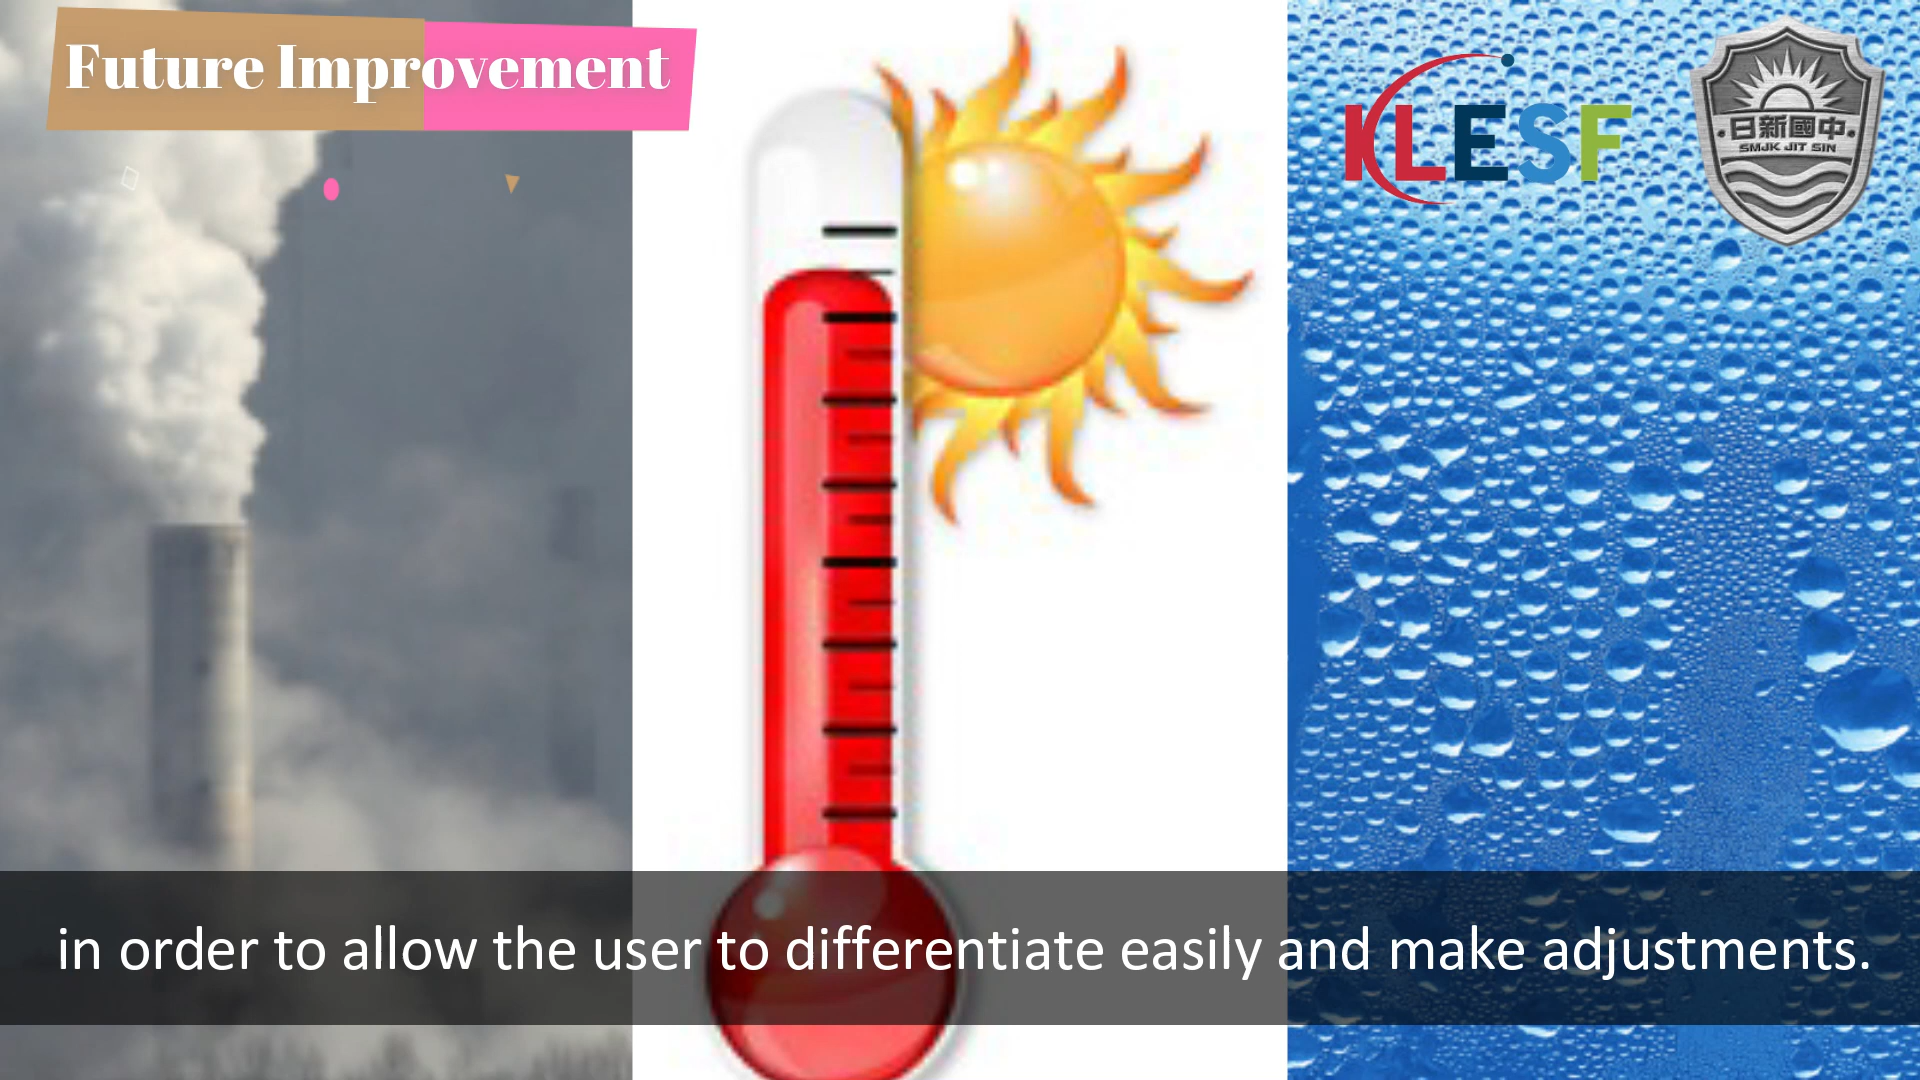 Future Improvement
KLESF
日新國中
SMJK JIT SIN
in order to allow the user to differentiate easily and make adjustments.